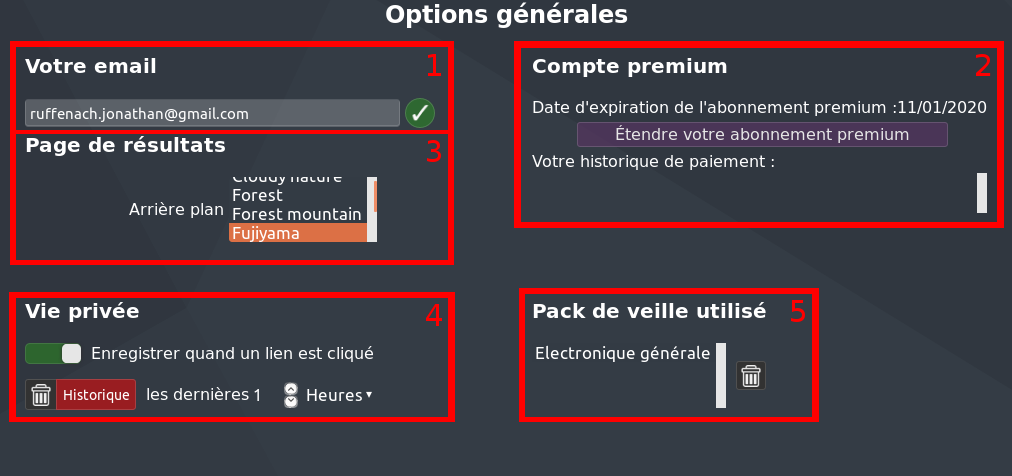 Options générales
Votre email
1
ruffenach.jonathan@gmail.com
Compte premium
2
Date d'expiration de l'abonnement premium :11/01/2020
Étendre votre abonnement premium
Votre historique de paiement :
Page de résultats
3
Arrière plan
Cloudy nature
Forest
Forest mountain
Fujiyama
Vie privée
4
Enregistrer quand un lien est cliqué
Historique les dernières 1 Heures
Pack de veille utilisé
5
Electronique générale